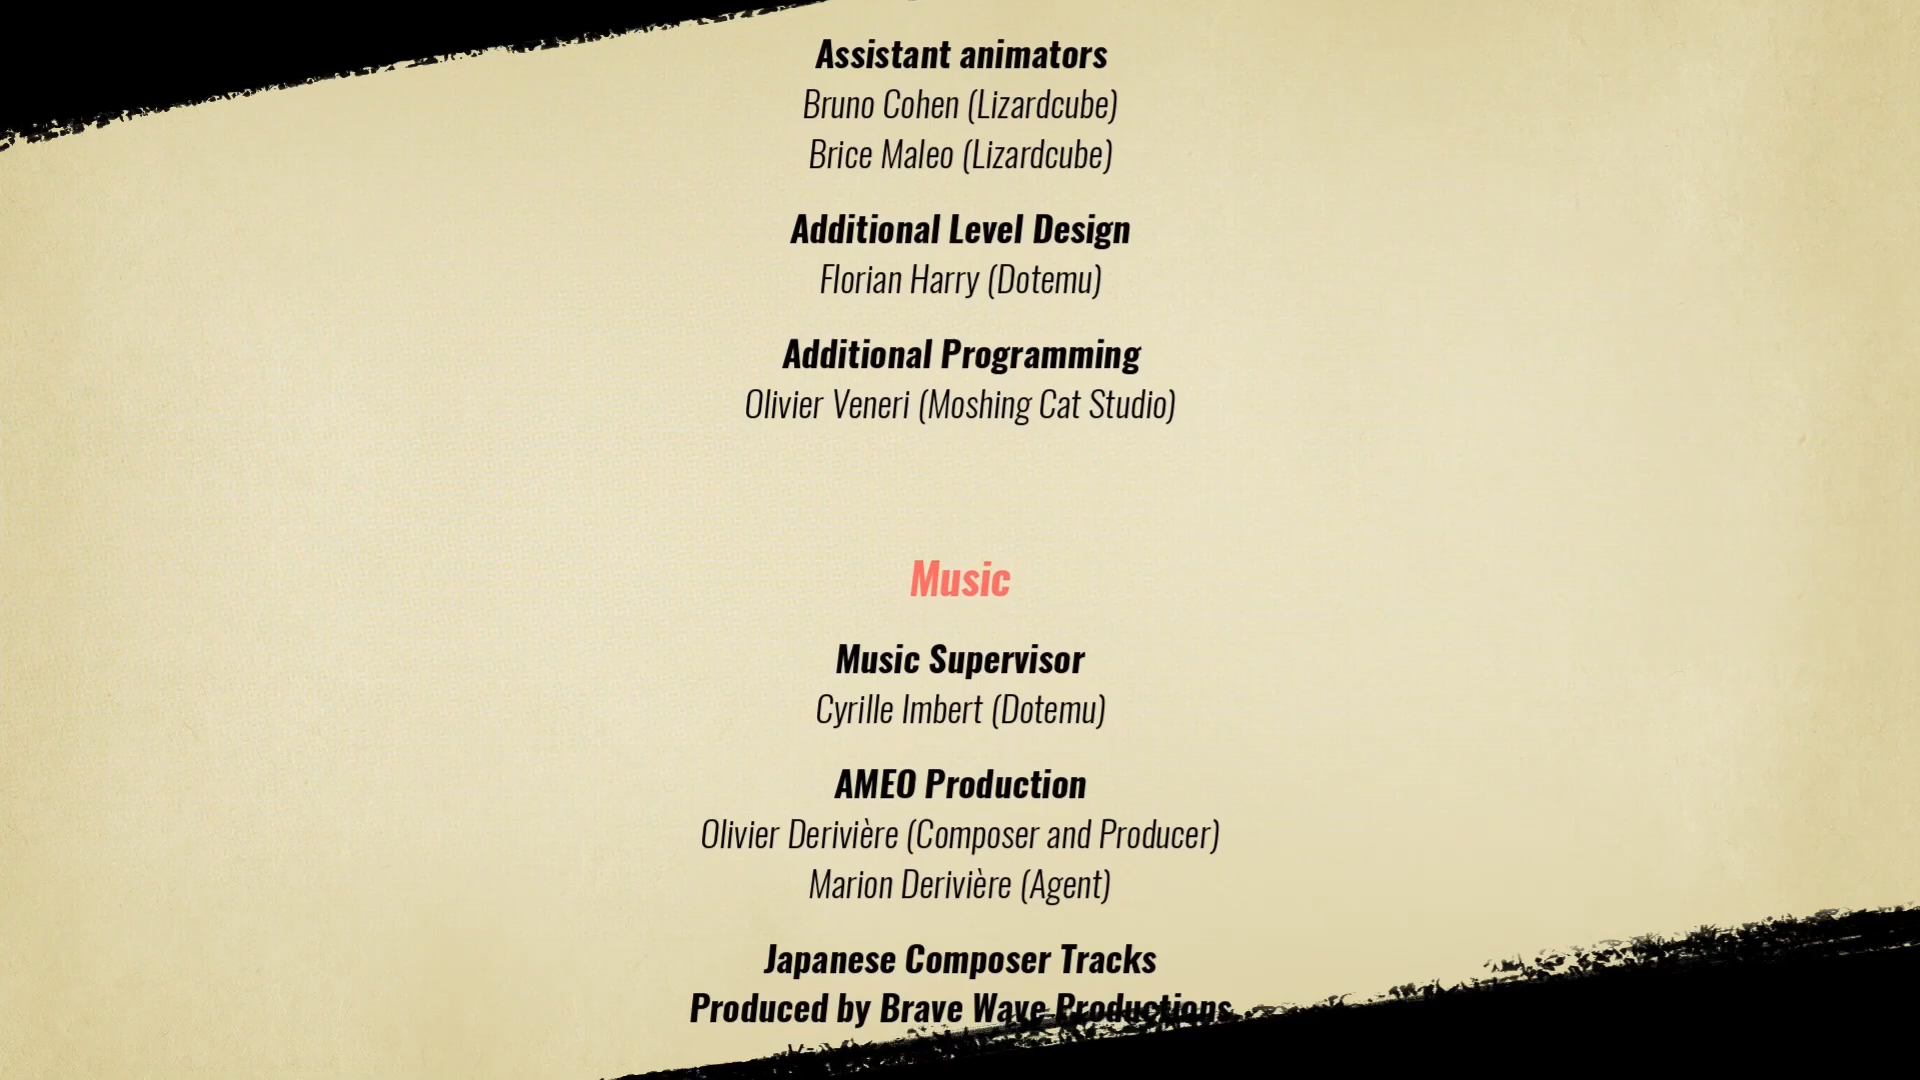 Assistant animators
Bruno Cohen (Lizardcube)
Brice Maleo (Lizardcube)
Additional Level Design
Florian Harry (Dotemu)
Additional Programming
Olivier Veneri (Moshing Cat Studio)
Music
Music Supervisor
Cyrille Imbert (Dotemu)
AMEO Production
Olivier Derivière (Composer and Producer)
Marion Derivière (Agent)
Japanese Composer Tracks
Produced by Brave Wave Productions